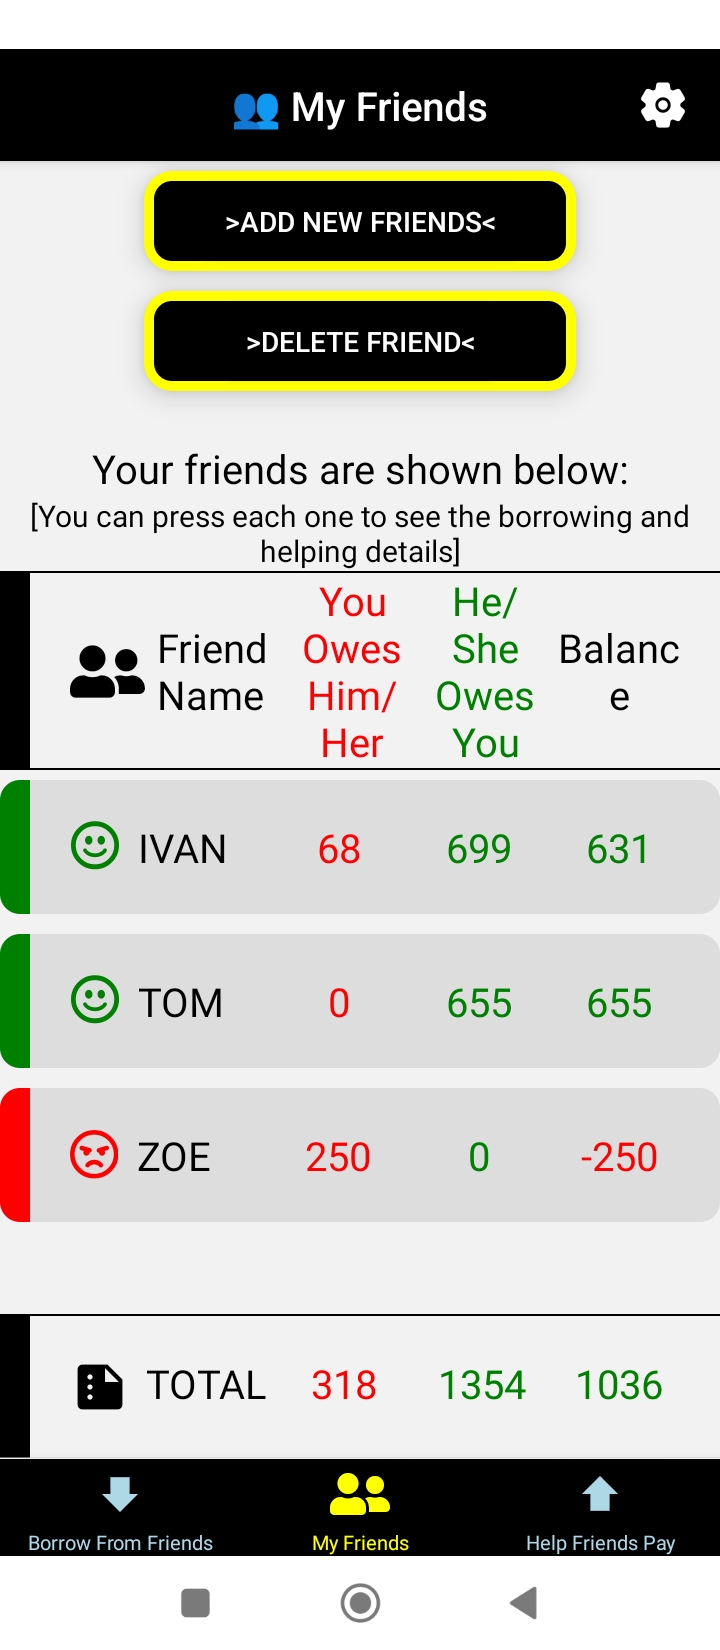 👥 My Friends
>ADD NEW FRIENDS<
>DELETE FRIEND<
Your friends are shown below:
[You can press each one to see the borrowing and
helping details]
Friend Name You Owes Him/ Her He/ She Owes You Balanc e
IVAN 68 699 631
TOM 0 655 655
ZOE 250 0 -250
TOTAL 318 1354 1036
Borrow From Friends My Friends Help Friends Pay